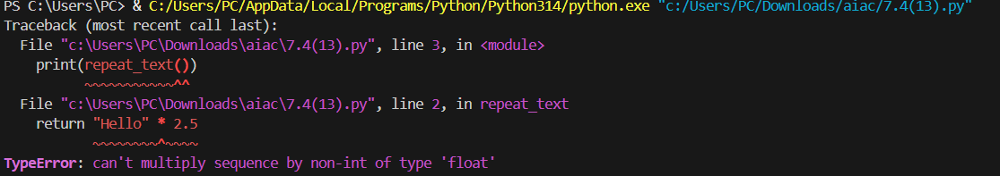 PS C:\Users\PC> & C:/Users/PC/AppData/Local/Programs/Python/Python314/python.exe "c:/Users/PC/Downloads/aiac/7.4(13).py"
Traceback (most recent call last):
  File "c:\Users\PC\Downloads\aiac\7.4(13).py", line 3, in <module>
    print(repeat_text())
          ~~~~~~~~~~~^^
  File "c:\Users\PC\Downloads\aiac\7.4(13).py", line 2, in repeat_text
    return "Hello" * 2.5
           ~~~~~~~~^~~~~
TypeError: can't multiply sequence by non-int of type 'float'